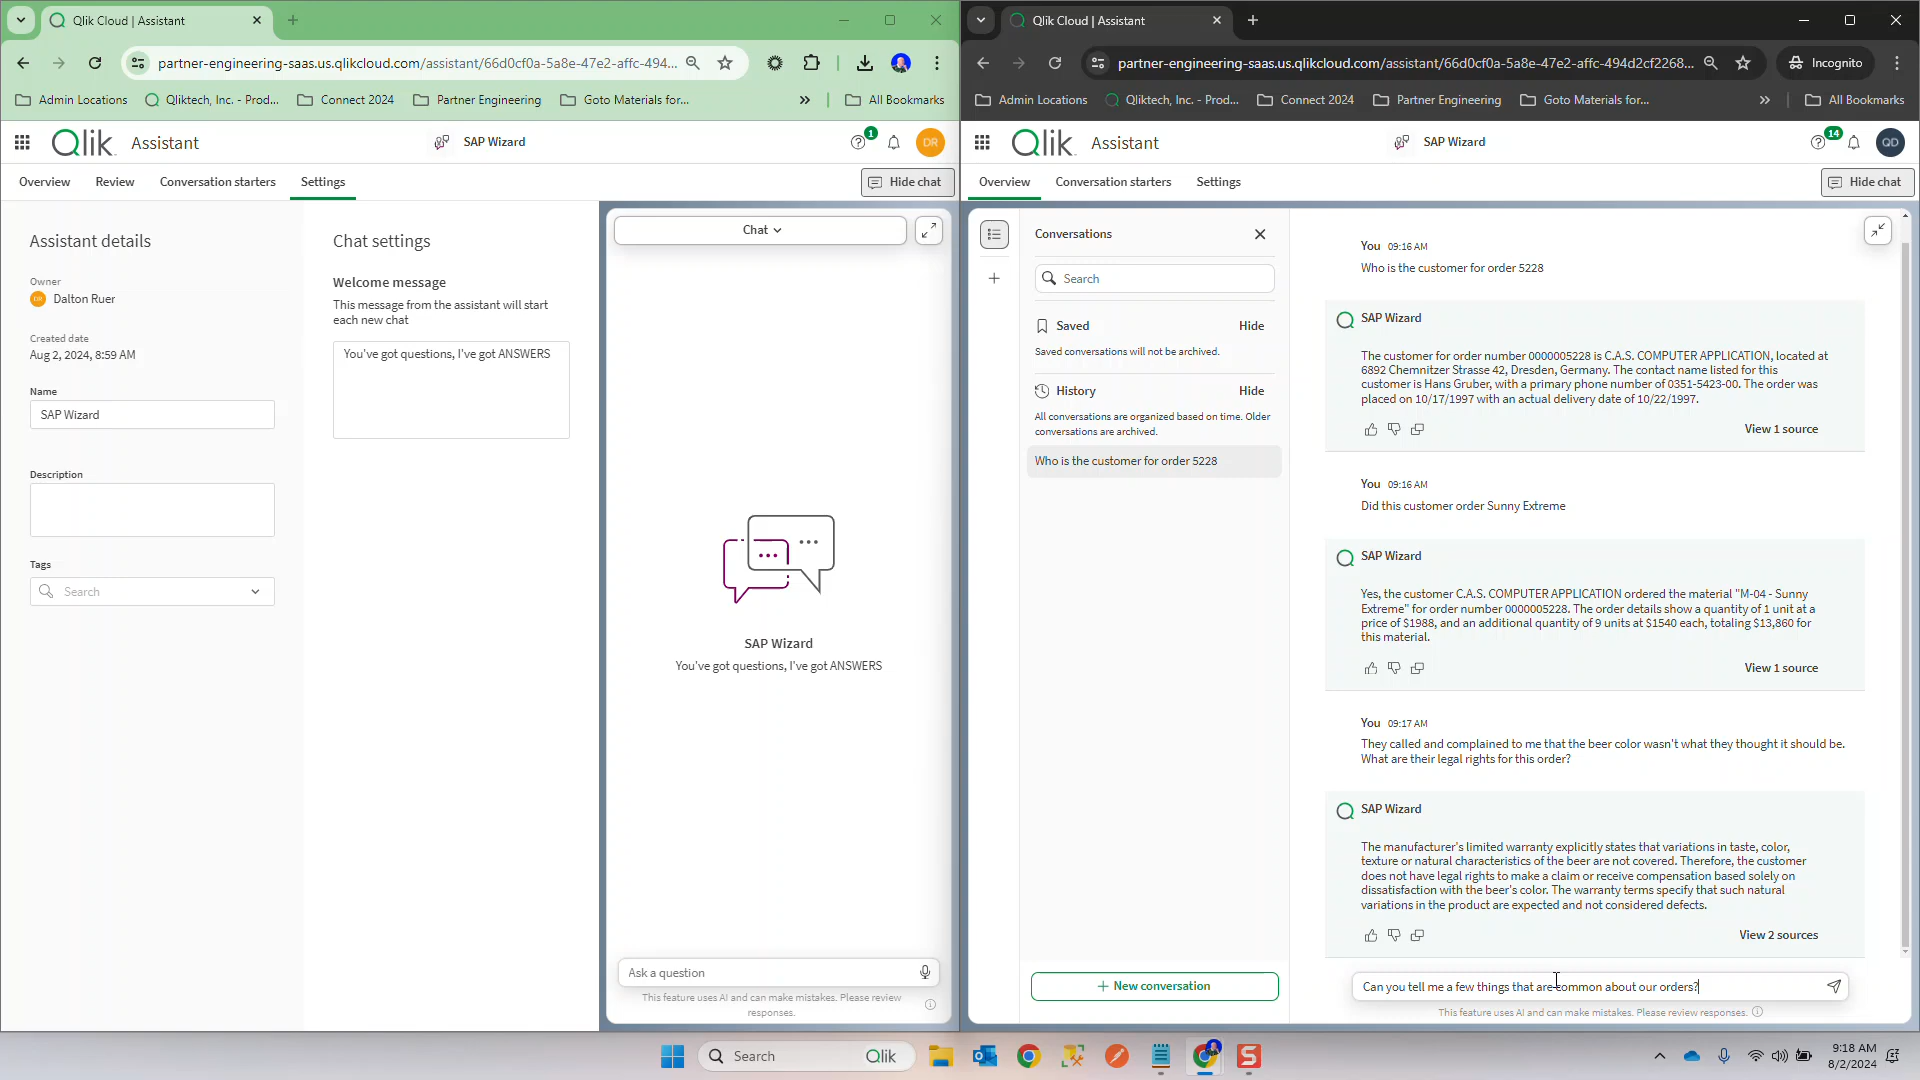 Qlik Cloud | Assistant
partner-engineering-saas.us.qlikcloud.com/assistant/66d0cf0a-5a8e-47e2-affc-494...
Admin Locations
Qliktech, Inc. - Prod...
Connect 2024
Partner Engineering
Goto Materials for...
»
All Bookmarks
Qlik
Assistant
SAP Wizard
1
DR
Overview
Review
Conversation starters
Settings
Hide chat
Assistant details
Owner
DR
Dalton Ruer
Created date
Aug 2, 2024, 8:59 AM
Name
SAP Wizard
Description
Tags
Search
Chat settings
Welcome message
This message from the assistant will start
each new chat
You've got questions, I've got ANSWERS
Chat
SAP Wizard
You've got questions, I've got ANSWERS
Ask a question
This feature uses AI and can make mistakes. Please review
responses.
Qlik Cloud | Assistant
partner-engineering-saas.us.qlikcloud.com/assistant/66d0cf0a-5a8e-47e2-affc-494d2cf2268...
Incognito
Admin Locations
Qliktech, Inc. - Prod...
Connect 2024
Partner Engineering
Goto Materials for...
»
All Bookmarks
Qlik
Assistant
SAP Wizard
14
QD
Overview
Conversation starters
Settings
Hide chat
Conversations
Search
Saved
Hide
Saved conversations will not be archived.
History
Hide
All conversations are organized based on time. Older
conversations are archived.
Who is the customer for order 5228
New conversation
You 09:16 AM
Who is the customer for order 5228
SAP Wizard
The customer for order number 0000005228 is C.A.S. COMPUTER APPLICATION, located at
6892 Chemnitzer Strasse 42, Dresden, Germany. The contact name listed for this
customer is Hans Gruber, with a primary phone number of 0351-5423-00. The order was
placed on 10/17/1997 with an actual delivery date of 10/22/1997.
View 1 source
You 09:16 AM
Did this customer order Sunny Extreme
SAP Wizard
Yes, the customer C.A.S. COMPUTER APPLICATION ordered the material "M-04 - Sunny
Extreme" for order number 0000005228. The order details show a quantity of 1 unit at a
price of $1988, and an additional quantity of 9 units at $1540 each, totaling $13,860 for
this material.
View 1 source
You 09:17 AM
They called and complained to me that the beer color wasn't what they thought it should be.
What are their legal rights for this order?
SAP Wizard
The manufacturer's limited warranty explicitly states that variations in taste, color,
texture or natural characteristics of the beer are not covered. Therefore, the customer
does not have legal rights to make a claim or receive compensation based solely on
dissatisfaction with the beer's color. The warranty terms specify that such natural
variations in the product are expected and not considered defects.
View 2 sources
Can you tell me a few things that are common about our orders?
This feature uses AI and can make mistakes. Please review responses.
Search
Qlik
9:18 AM
8/2/2024